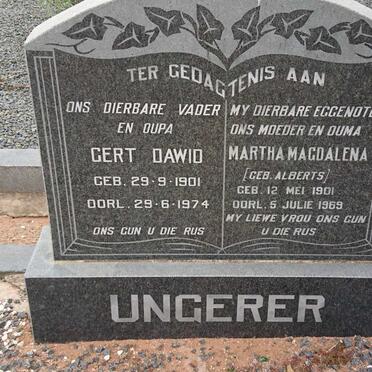 TER GEDAGTENIS AAN
ONS DIERBARE VADER
EN OUPA
GERT DAWID
GEB. 29-9-1901
OORL. 29-6-1974
ONS GUN U DIE RUS
MY DIERBARE EGGENOTE
ONS MOEDER EN OUMA
MARTHA MAGDALENA
[GEB. ALBERTS]
GEB. 12 MEI 1901
OORL. 5 JULIE 1969
MY LIEWE VROU ONS GUN
U DIE RUS
UNGERER